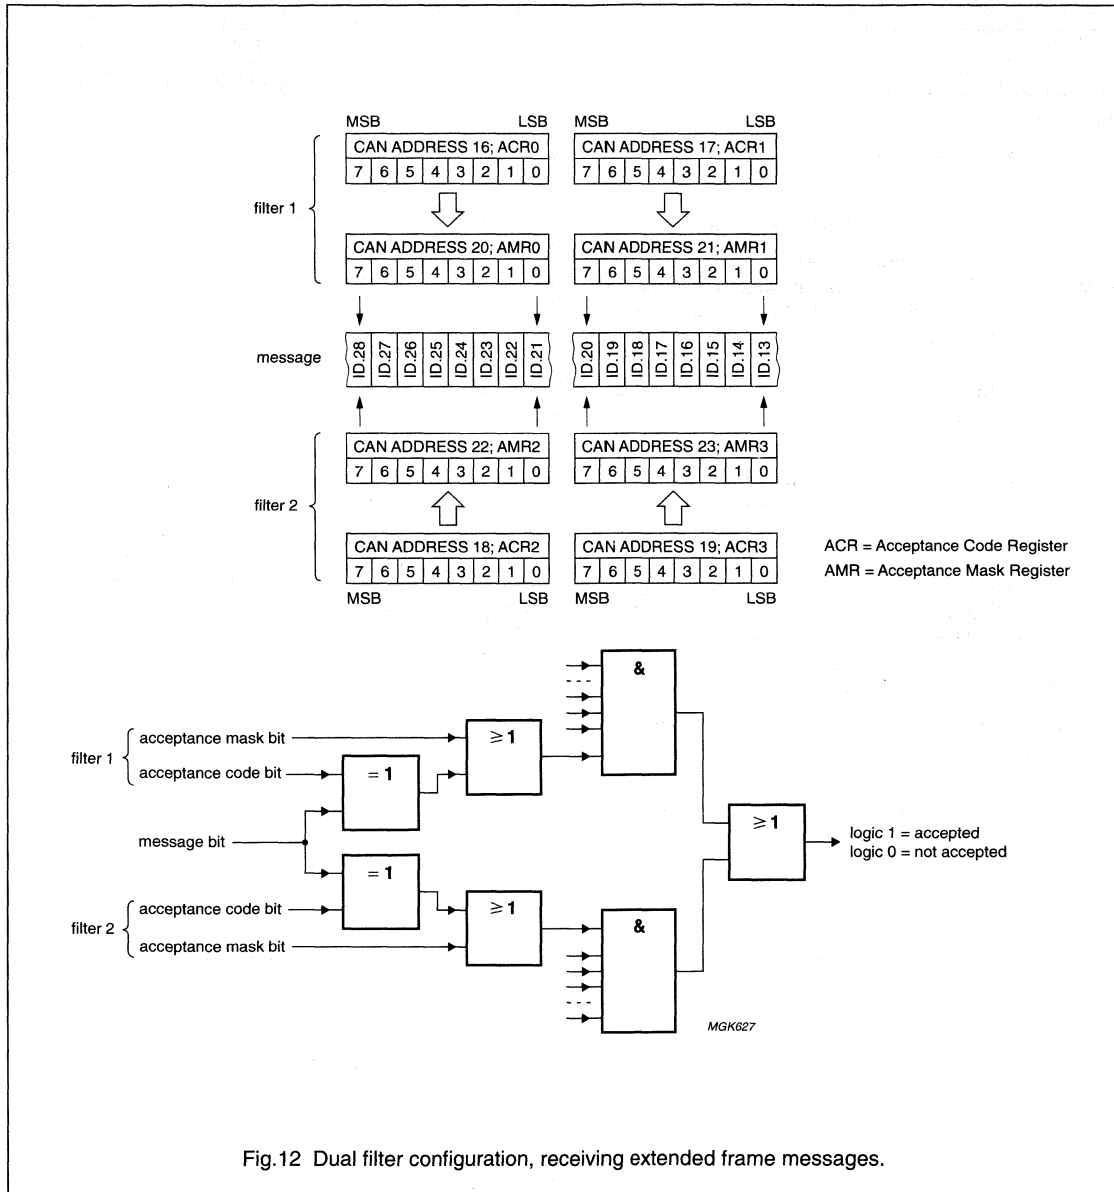 MSB LSB MSB LSB
CAN ADDRESS 16; ACR0 CAN ADDRESS 17; ACR1
7 6 5 4 3 2 1 0 7 6 5 4 3 2 1 0
filter 1
CAN ADDRESS 20; AMR0 CAN ADDRESS 21; AMR1
7 6 5 4 3 2 1 0 7 6 5 4 3 2 1 0
message
ID.28 ID.27 ID.26 ID.25 ID.24 ID.23 ID.22 ID.21 ID.20 ID.19 ID.18 ID.17 ID.16 ID.15 ID.14 ID.13
CAN ADDRESS 22; AMR2 CAN ADDRESS 23; AMR3
7 6 5 4 3 2 1 0 7 6 5 4 3 2 1 0
filter 2
CAN ADDRESS 18; ACR2 CAN ADDRESS 19; ACR3
7 6 5 4 3 2 1 0 7 6 5 4 3 2 1 0
MSB LSB MSB LSB
ACR = Acceptance Code Register
AMR = Acceptance Mask Register
&
filter 1
acceptance mask bit
≥ 1
acceptance code bit
= 1
message bit
≥ 1
logic 1 = accepted
logic 0 = not accepted
= 1
filter 2
acceptance code bit
≥ 1
acceptance mask bit
&
MGK627
Fig.12 Dual filter configuration, receiving extended frame messages.